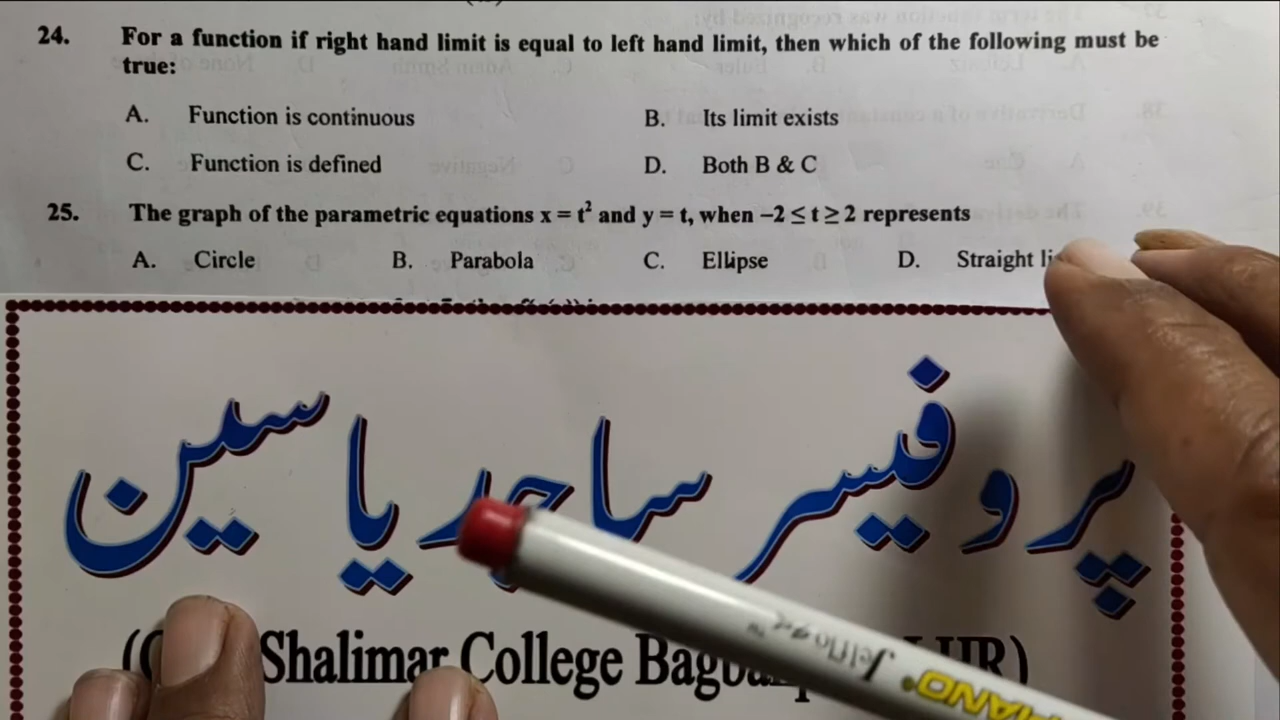 24. For a function if right hand limit is equal to left hand limit, then which of the following must be
true:
A. Function is continuous B. Its limit exists
C. Function is defined D. Both B & C
25. The graph of the parametric equations x = t² and y = t, when −2 ≤ t ≥ 2 represents
A. Circle B. Parabola C. Ellipse D. Straight
پروفیسر ساجد یاسین
Shalimar College